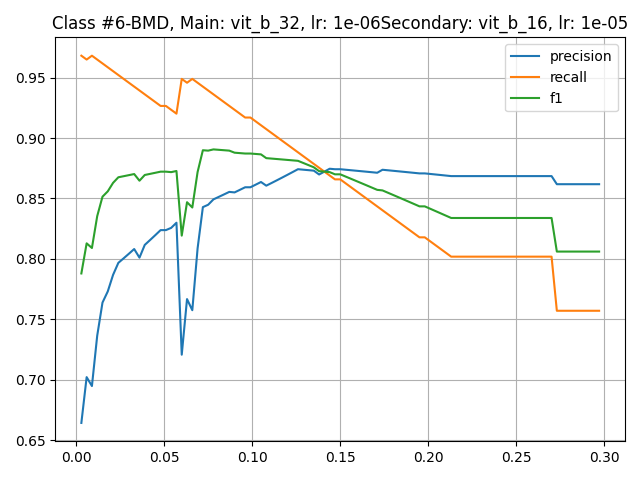 Class #6-BMD, Main: vit_b_32, lr: 1e-06Secondary: vit_b_16, lr: 1e-05
precision
recall
f1
0.95
0.90
0.85
0.80
0.75
0.70
0.65
0.00 0.05 0.10 0.15 0.20 0.25 0.30